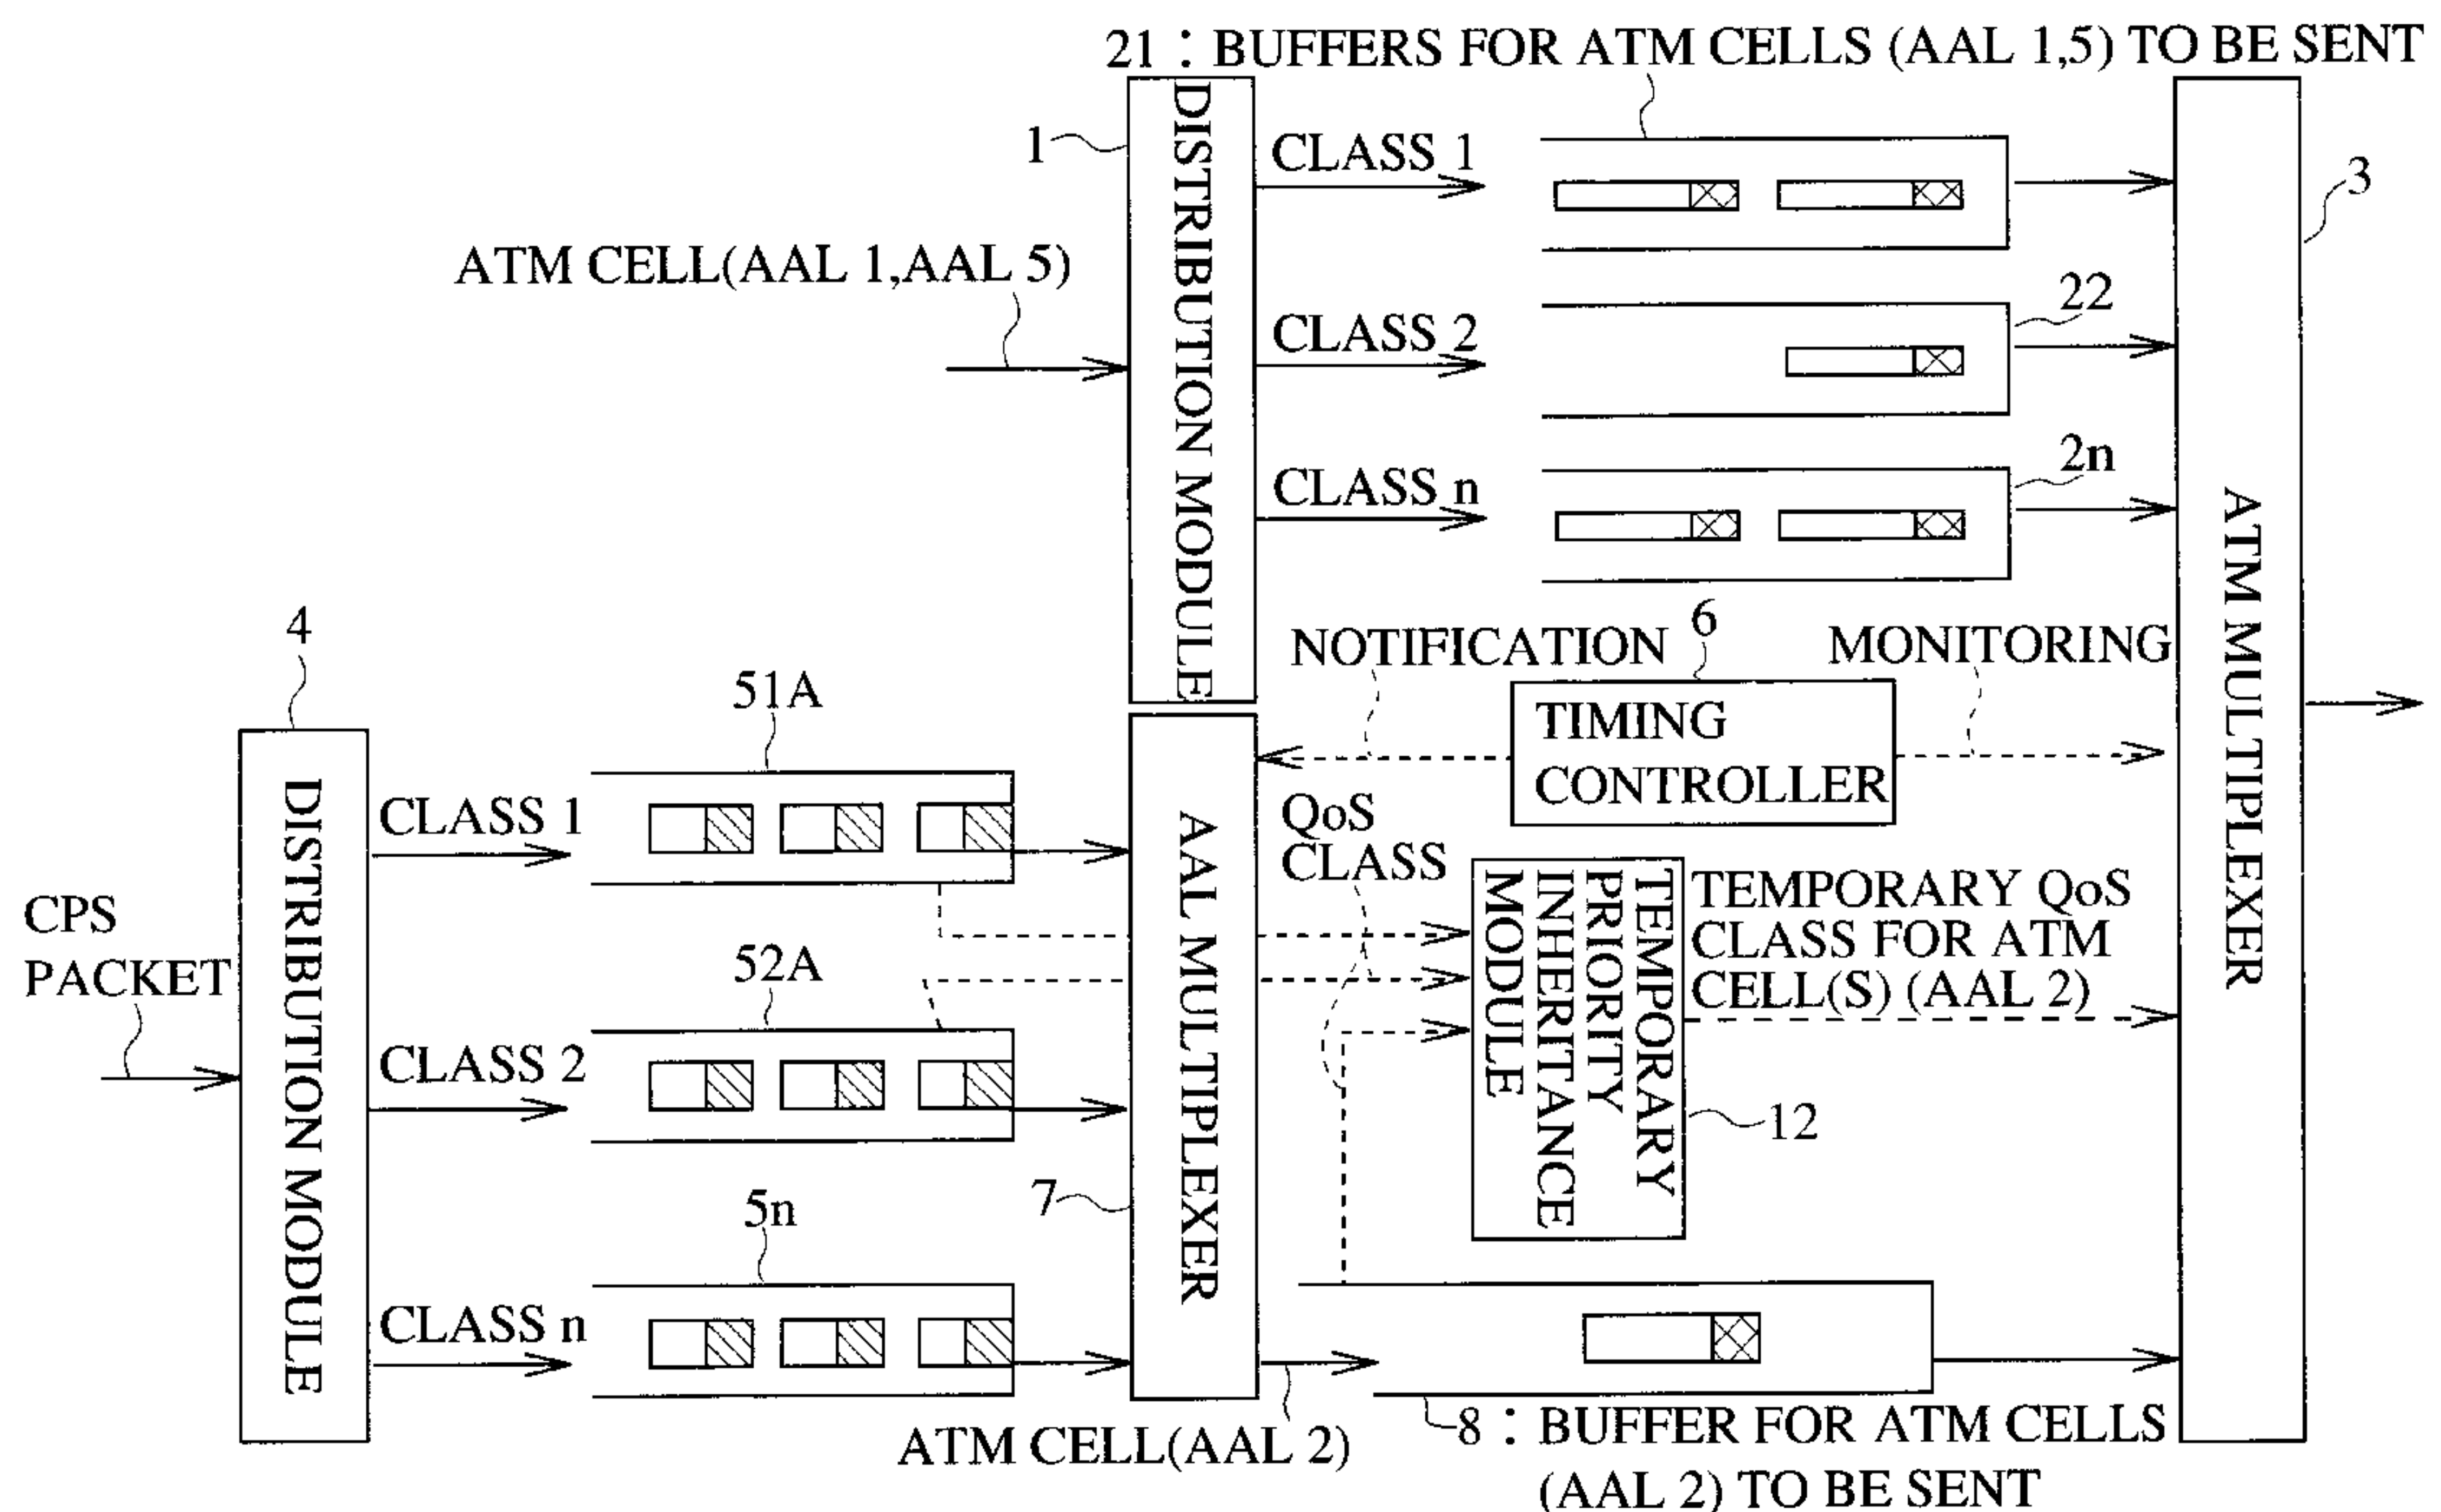 21 : BUFFERS FOR ATM CELLS (AAL 1,5) TO BE SENT
1
DISTRIBUTION MODULE
CLASS 1
3
ATM CELL(AAL 1,AAL 5)
CLASS 2
22
CLASS n
2n
ATM MULTIPLEXER
4
NOTIFICATION
6
MONITORING
TIMING
CONTROLLER
51A
DISTRIBUTION MODULE
CLASS 1
AAL MULTIPLEXER
QoS
CLASS
TEMPORARY
PRIORITY
INHERITANCE
MODULE
TEMPORARY QoS
CLASS FOR ATM
CELL(S) (AAL 2)
CPS
PACKET
52A
CLASS 2
12
7
5n
CLASS n
ATM CELL(AAL 2)
8 : BUFFER FOR ATM CELLS
(AAL 2) TO BE SENT